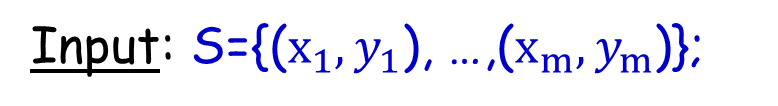 Input: S={(x₁, y₁), …,(xₘ, yₘ)};